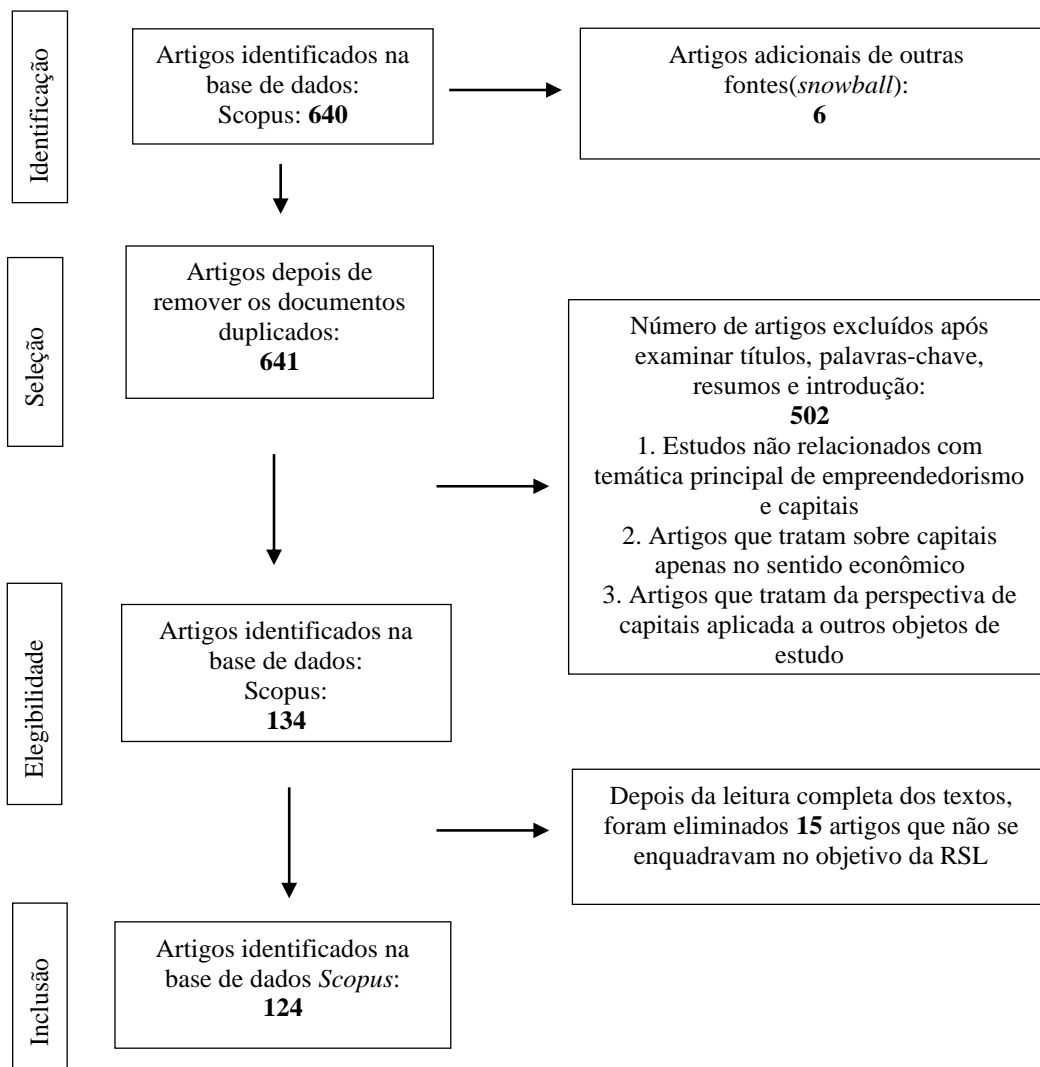 Identificação
Artigos identificados na
base de dados:
Scopus: 640
Artigos adicionais de outras
fontes(snowball):
6
Seleção
Artigos depois de
remover os documentos
duplicados:
641
Número de artigos excluídos após
examinar títulos, palavras-chave,
resumos e introdução:
502
1. Estudos não relacionados com
temática principal de empreendedorismo
e capitais
2. Artigos que tratam sobre capitais
apenas no sentido econômico
3. Artigos que tratam da perspectiva de
capitais aplicada a outros objetos de
estudo
Elegibilidade
Artigos identificados na
base de dados:
Scopus:
134
Depois da leitura completa dos textos,
foram eliminados 15 artigos que não se
enquadravam no objetivo da RSL
Inclusão
Artigos identificados na
base de dados Scopus:
124